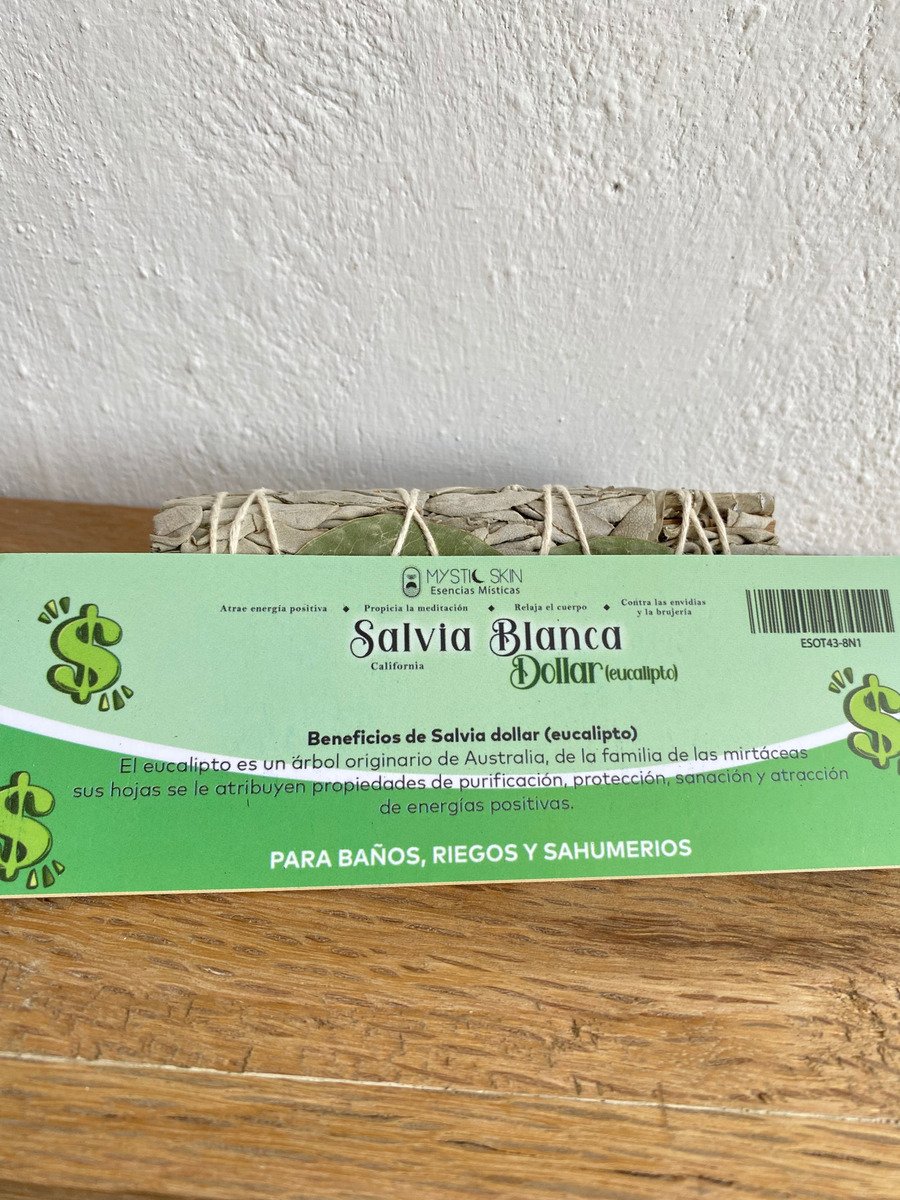 MYSTIC SKIN
Esencias Místicas
Atrae energía positiva ◆ Propicia la meditación ◆ Relaja el cuerpo ◆ Contra las envidias
y la brujeria
Salvia Blanca
California
Dollar (eucalipto)
ESOT43-8N1
Beneficios de Salvia dollar (eucalipto)
El eucalipto es un árbol originario de Australia, de la familia de las mirtáceas
sus hojas se le atribuyen propiedades de purificación, protección, sanación y atracción
de energías positivas.
PARA BAÑOS, RIEGOS Y SAHUMERIOS
$
$
$